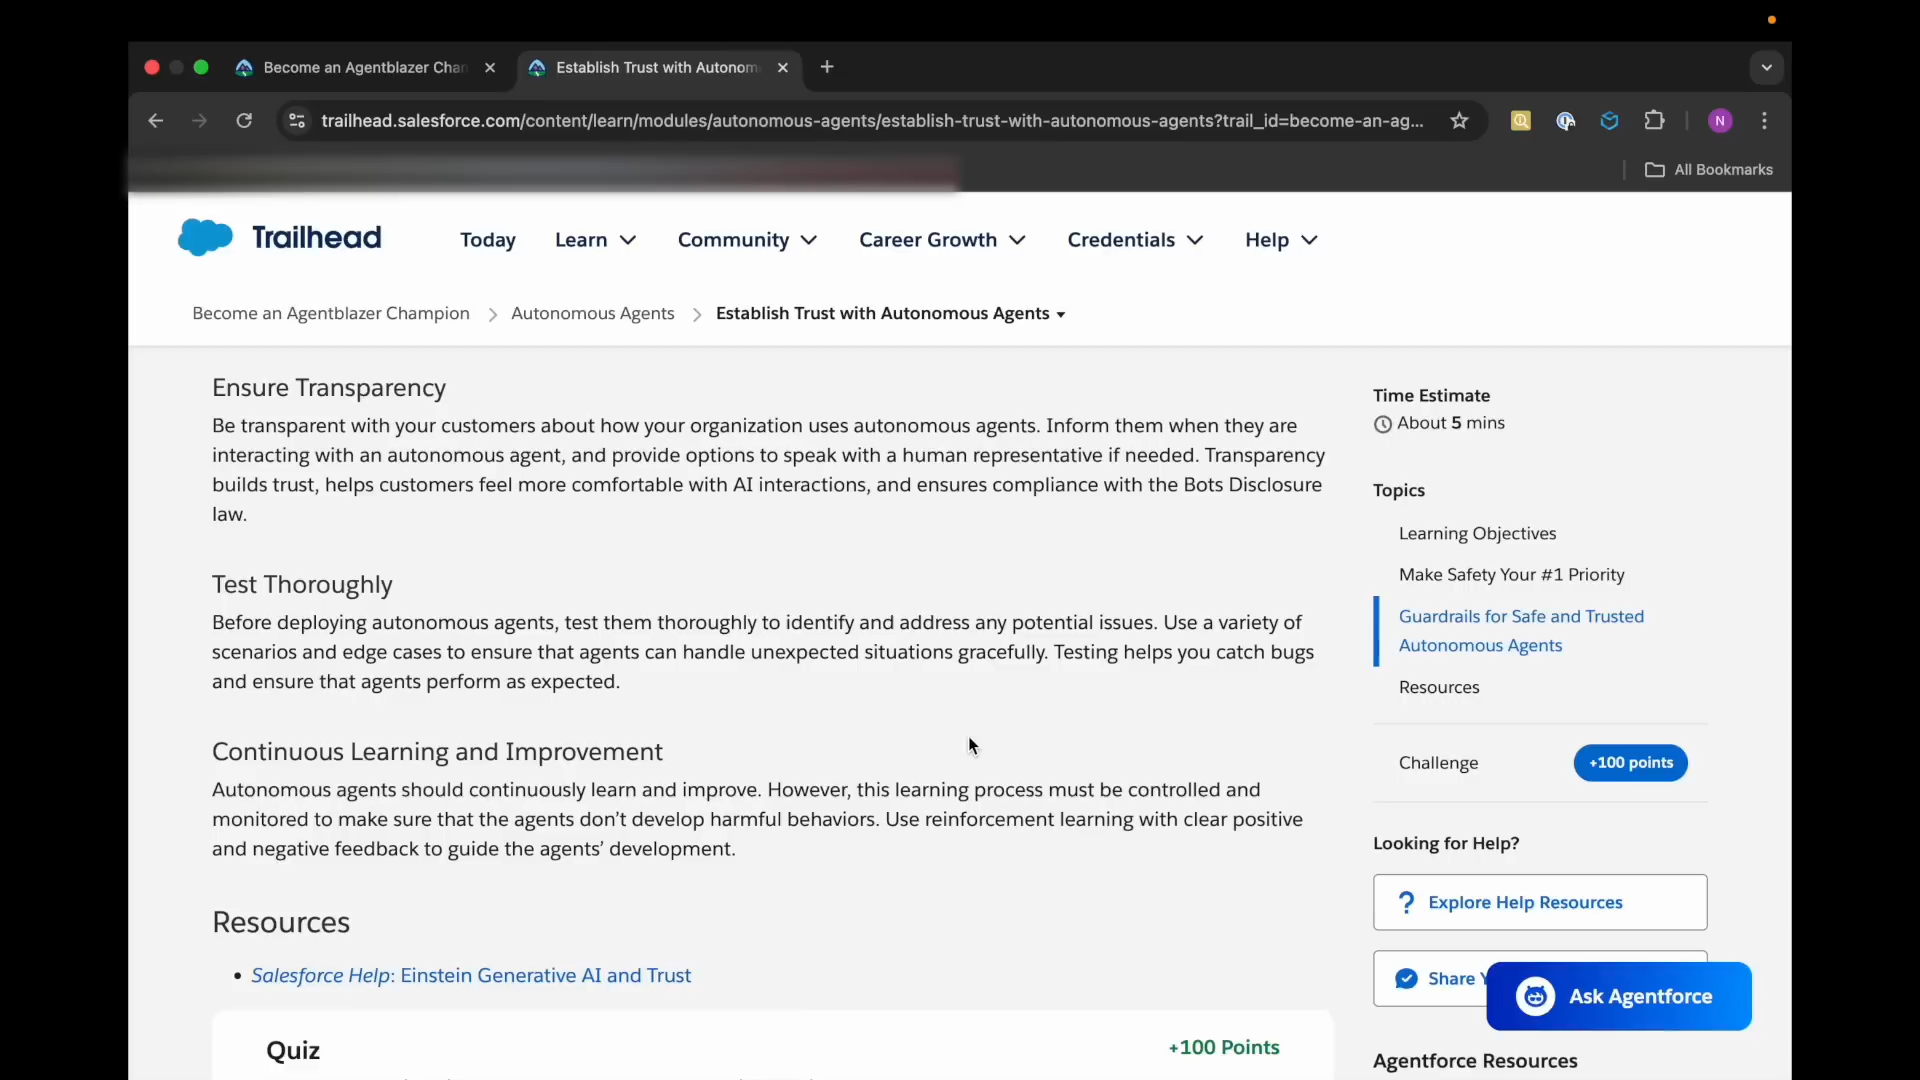 Become an Agentblazer Char
Establish Trust with Autonom
trailhead.salesforce.com/content/learn/modules/autonomous-agents/establish-trust-with-autonomous-agents?trail_id=become-an-ag...
N
All Bookmarks
Trailhead
Today
Learn
Community
Career Growth
Credentials
Help
Become an Agentblazer Champion
Autonomous Agents
Establish Trust with Autonomous Agents
Ensure Transparency
Be transparent with your customers about how your organization uses autonomous agents. Inform them when they are
interacting with an autonomous agent, and provide options to speak with a human representative if needed. Transparency
builds trust, helps customers feel more comfortable with AI interactions, and ensures compliance with the Bots Disclosure
law.
Test Thoroughly
Before deploying autonomous agents, test them thoroughly to identify and address any potential issues. Use a variety of
scenarios and edge cases to ensure that agents can handle unexpected situations gracefully. Testing helps you catch bugs
and ensure that agents perform as expected.
Continuous Learning and Improvement
Autonomous agents should continuously learn and improve. However, this learning process must be controlled and
monitored to make sure that the agents don’t develop harmful behaviors. Use reinforcement learning with clear positive
and negative feedback to guide the agents’ development.
Resources
• Salesforce Help: Einstein Generative AI and Trust
Quiz
+100 Points
Time Estimate
About 5 mins
Topics
Learning Objectives
Make Safety Your #1 Priority
Guardrails for Safe and Trusted
Autonomous Agents
Resources
Challenge
+100 points
Looking for Help?
? Explore Help Resources
Share Y
Ask Agentforce
Agentforce Resources